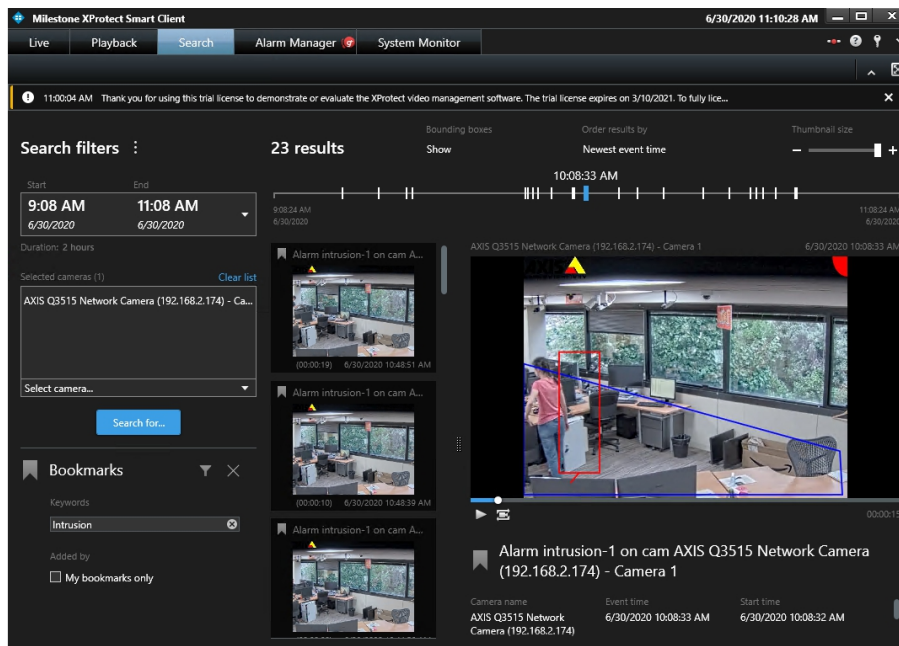 Milestone XProtect Smart Client
6/30/2020 11:10:28 AM
Live
Playback
Search
Alarm Manager
System Monitor
11:00:04 AM Thank you for using this trial license to demonstrate or evaluate the XProtect video management software. The trial license expires on 3/10/2021. To fully lice...
Search filters
Start
End
9:08 AM
11:08 AM
6/30/2020
6/30/2020
Duration: 2 hours
Selected cameras (1)
Clear list
AXIS Q3515 Network Camera (192.168.2.174) - Ca...
Select camera...
Search for...
Bookmarks
Keywords
Intrusion
Added by
My bookmarks only
23 results
Bounding boxes
Show
Order results by
Newest event time
Thumbnail size
10:08:33 AM
9:08:24 AM
6/30/2020
11:08:24 AM
6/30/2020
Alarm intrusion-1 on cam A...
(00:00:19) 6/30/2020 10:48:51 AM
Alarm intrusion-1 on cam A...
(00:00:10) 6/30/2020 10:48:39 AM
Alarm intrusion-1 on cam A...
AXIS Q3515 Network Camera (192.168.2.174) - Camera 1
6/30/2020 10:08:33 AM
AXIS
00:00:15
Alarm intrusion-1 on cam AXIS Q3515 Network Camera
(192.168.2.174) - Camera 1
Camera name
Event time
Start time
AXIS Q3515 Network
Camera (192.168.2.174)
6/30/2020 10:08:33 AM
6/30/2020 10:08:32 AM